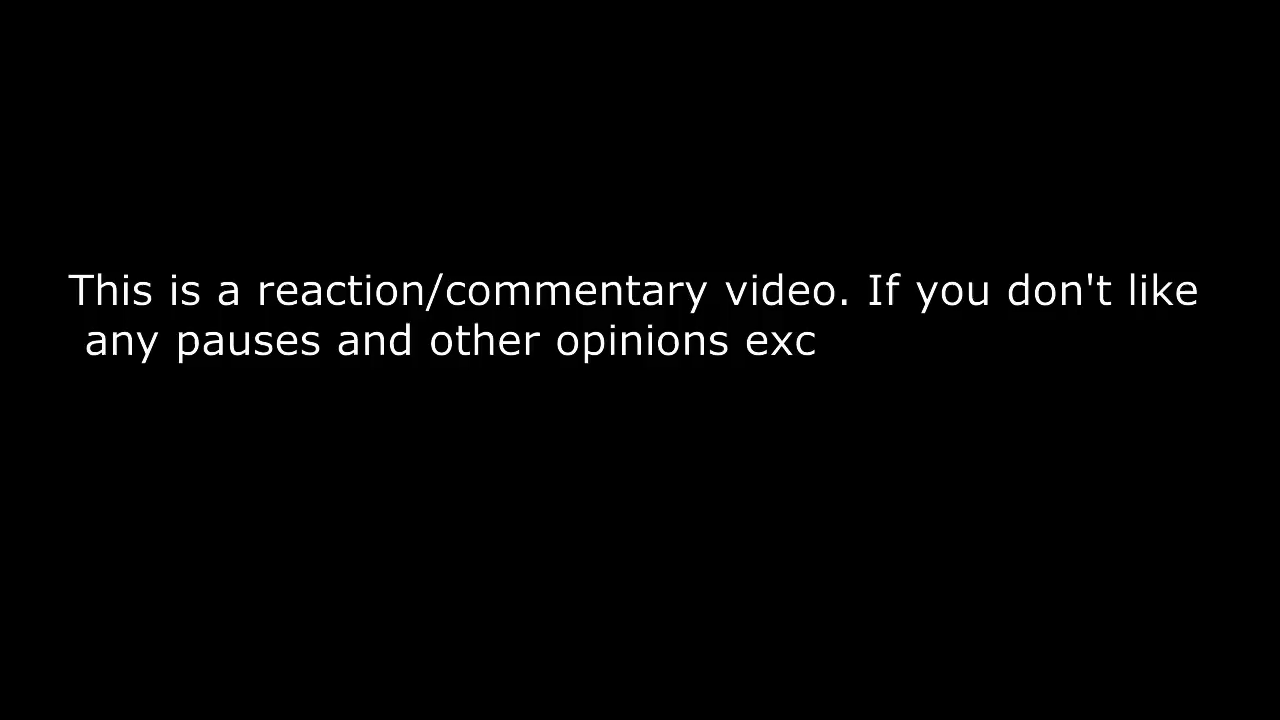 This is a reaction/commentary video. If you don't like
any pauses and other opinions exc